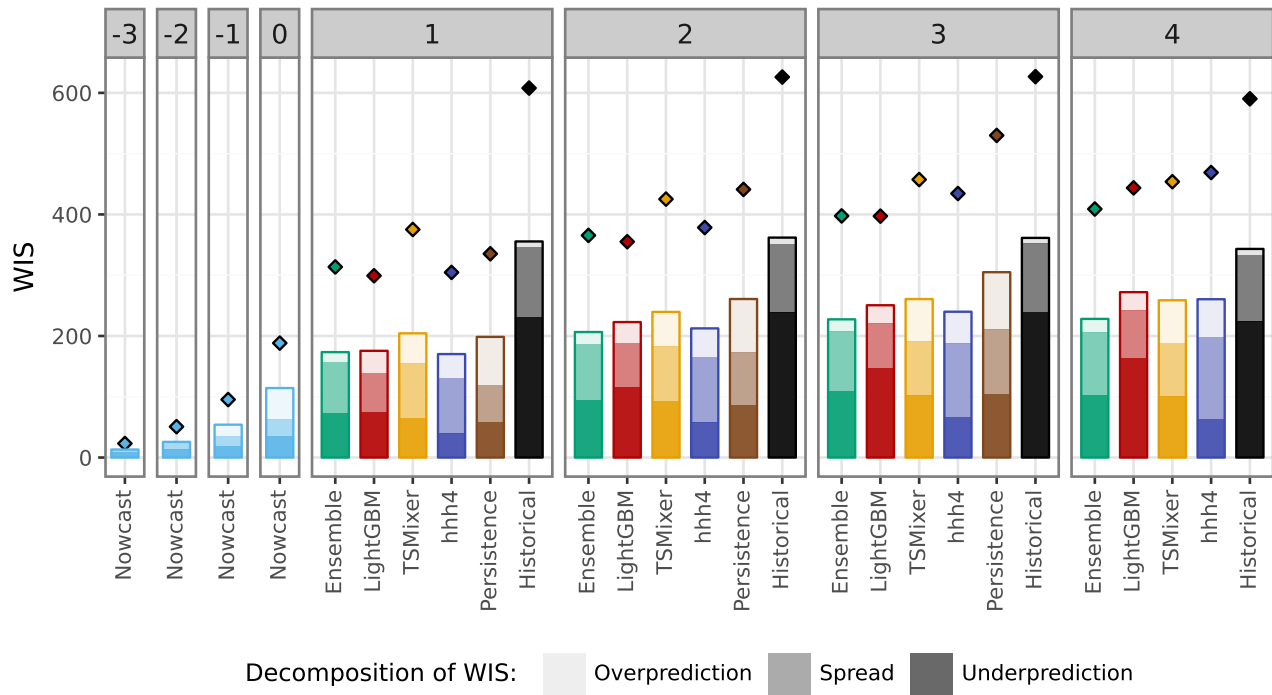 -3 -2 -1 0 1 2 3 4
WIS
600
400
200
0
Nowcast Nowcast Nowcast Nowcast Ensemble LightGBM TSMixer hhh4 Persistence Historical Ensemble LightGBM TSMixer hhh4 Persistence Historical Ensemble LightGBM TSMixer hhh4 Persistence Historical Ensemble LightGBM TSMixer hhh4 Historical
Decomposition of WIS: Overprediction Spread Underprediction